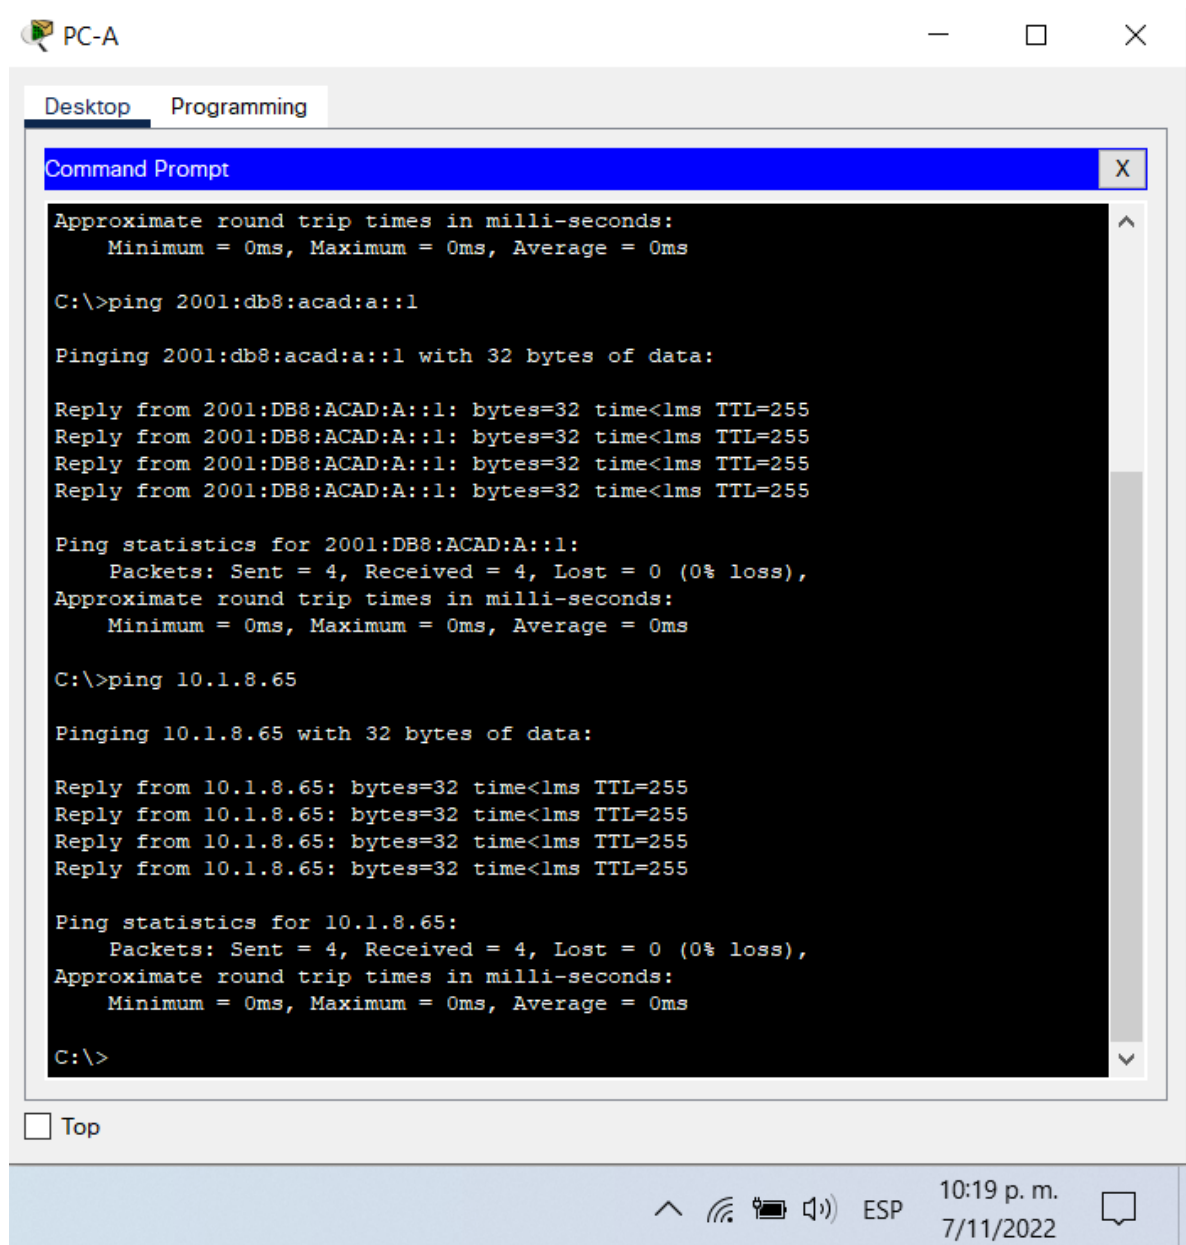 PC-A
Desktop Programming
Command Prompt X
Approximate round trip times in milli-seconds:
Minimum = 0ms, Maximum = 0ms, Average = 0ms
C:\>ping 2001:db8:acad:a::1
Pinging 2001:db8:acad:a::1 with 32 bytes of data:
Reply from 2001:DB8:ACAD:A::1: bytes=32 time<1ms TTL=255
Reply from 2001:DB8:ACAD:A::1: bytes=32 time<1ms TTL=255
Reply from 2001:DB8:ACAD:A::1: bytes=32 time<1ms TTL=255
Reply from 2001:DB8:ACAD:A::1: bytes=32 time<1ms TTL=255
Ping statistics for 2001:DB8:ACAD:A::1:
Packets: Sent = 4, Received = 4, Lost = 0 (0% loss),
Approximate round trip times in milli-seconds:
Minimum = 0ms, Maximum = 0ms, Average = 0ms
C:\>ping 10.1.8.65
Pinging 10.1.8.65 with 32 bytes of data:
Reply from 10.1.8.65: bytes=32 time<1ms TTL=255
Reply from 10.1.8.65: bytes=32 time<1ms TTL=255
Reply from 10.1.8.65: bytes=32 time<1ms TTL=255
Reply from 10.1.8.65: bytes=32 time<1ms TTL=255
Ping statistics for 10.1.8.65:
Packets: Sent = 4, Received = 4, Lost = 0 (0% loss),
Approximate round trip times in milli-seconds:
Minimum = 0ms, Maximum = 0ms, Average = 0ms
C:\>
Top
ESP
10:19 p. m.
7/11/2022